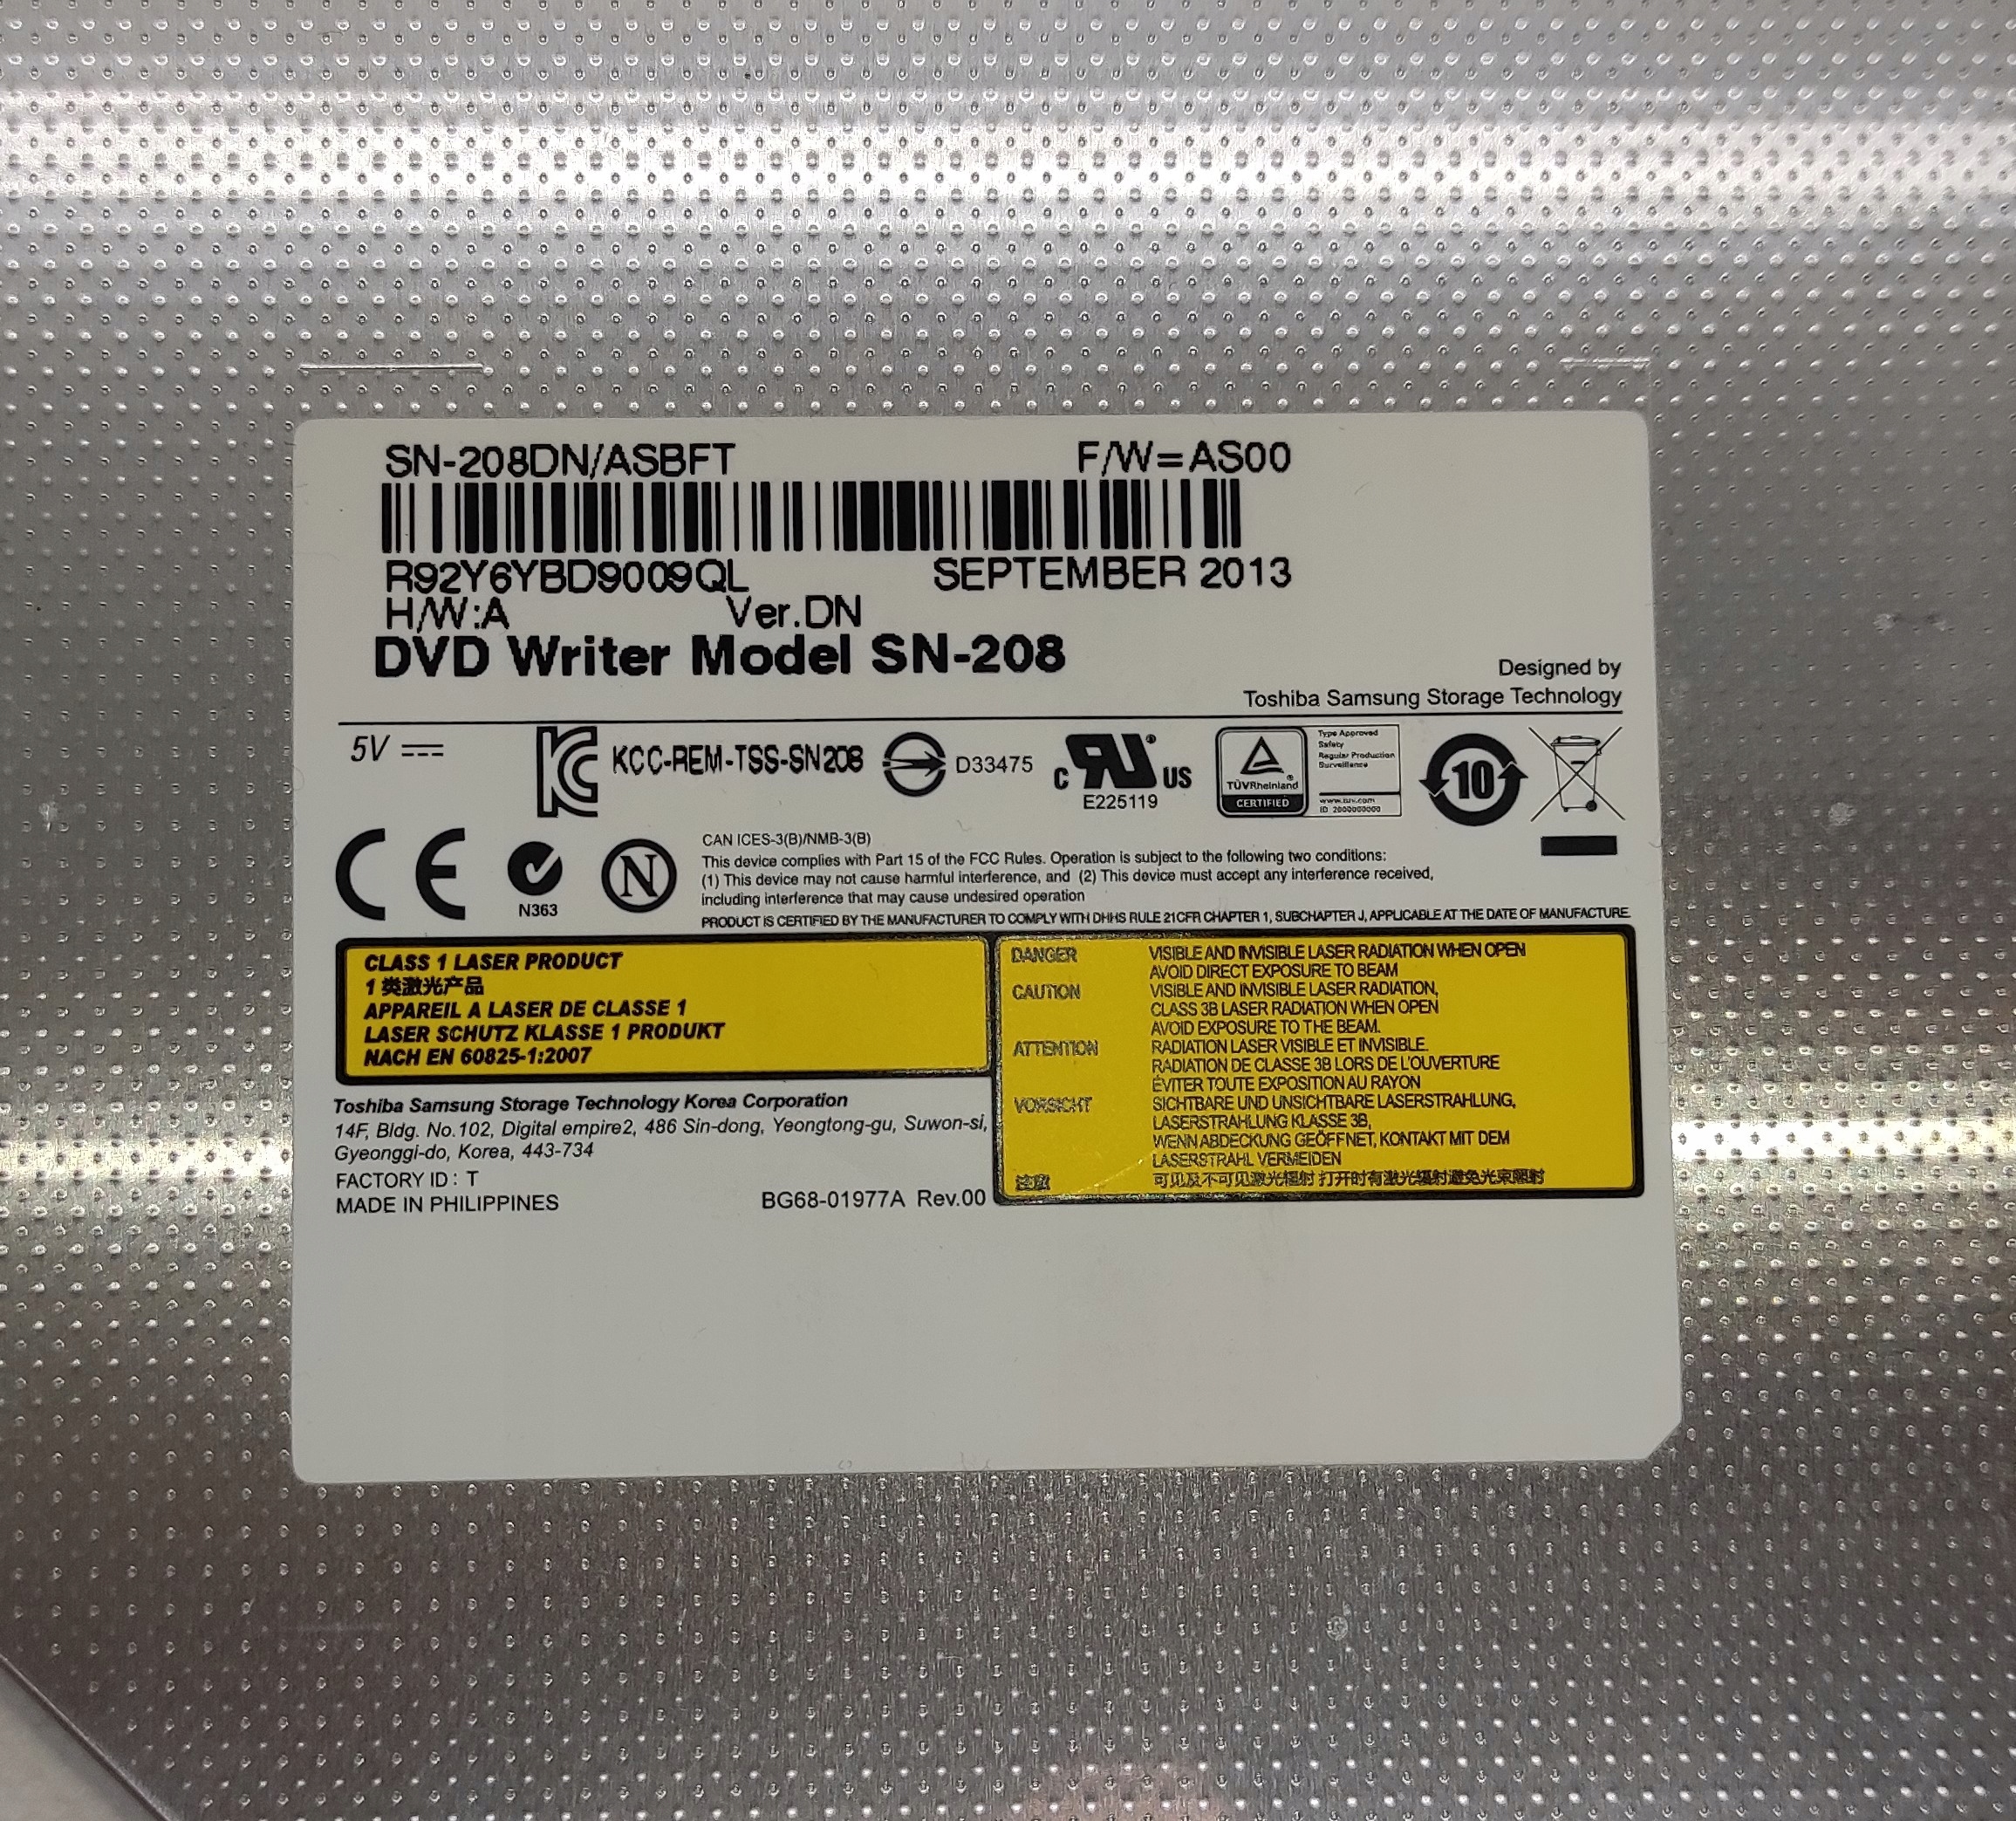 SN-208DN/ASBFT F/W=AS00
R92Y6YBD9009QL SEPTEMBER 2013
H/W:A Ver.DN
DVD Writer Model SN-208
Designed by
Toshiba Samsung Storage Technology
5V KCC-REM-TSS-SN208 D33475 c RU® US
E225119
TÜVRheinland®
CERTIFIED
Type Approved
Safety
Regular Production
Surveillance
www.tuv.com
ID 2000000000
10
CE N363 N
CAN ICES-3(B)/NMB-3(B)
This device complies with Part 15 of the FCC Rules. Operation is subject to the following two conditions:
(1) This device may not cause harmful interference, and (2) This device must accept any interference received,
including interference that may cause undesired operation
PRODUCT IS CERTIFIED BY THE MANUFACTURER TO COMPLY WITH DHHS RULE 21CFR CHAPTER 1, SUBCHAPTER J, APPLICABLE AT THE DATE OF MANUFACTURE.
CLASS 1 LASER PRODUCT
1 类激光产品
APPAREIL A LASER DE CLASSE 1
LASER SCHUTZ KLASSE 1 PRODUKT
NACH EN 60825-1:2007
DANGER VISIBLE AND INVISIBLE LASER RADIATION WHEN OPEN
AVOID DIRECT EXPOSURE TO BEAM
CAUTION VISIBLE AND INVISIBLE LASER RADIATION,
CLASS 3B LASER RADIATION WHEN OPEN
AVOID EXPOSURE TO THE BEAM.
ATTENTION RADIATION LASER VISIBLE ET INVISIBLE.
RADIATION DE CLASSE 3B LORS DE L'OUVERTURE
ÉVITER TOUTE EXPOSITION AU RAYON
VORSICHT SICHTBARE UND UNSICHTBARE LASERSTRAHLUNG,
LASERSTRAHLUNG KLASSE 3B,
WENN ABDECKUNG GEÖFFNET, KONTAKT MIT DEM
LASERSTRAHL VERMEIDEN
注意 可见及不可见激光辐射 打开时有激光辐射避免光束照射
Toshiba Samsung Storage Technology Korea Corporation
14F, Bldg. No.102, Digital empire2, 486 Sin-dong, Yeongtong-gu, Suwon-si,
Gyeonggi-do, Korea, 443-734
FACTORY ID : T
MADE IN PHILIPPINES BG68-01977A Rev.00